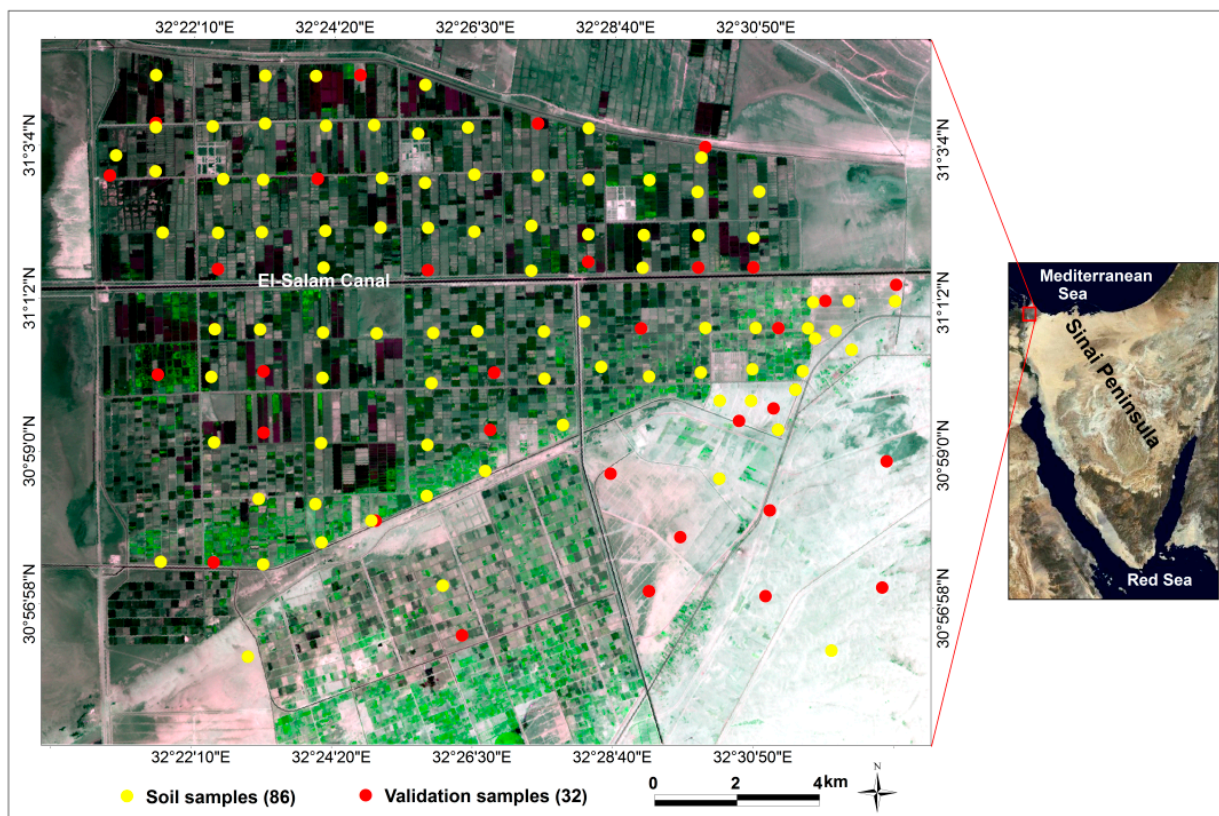 32°22'10"E
32°24'20"E
32°26'30"E
32°28'40"E
32°30'50"E
31°3'4"N
31°1'2"N
30°59'0"N
30°56'58"N
El-Salam Canal
31°3'4"N
31°1'2"N
30°59'0"N
30°56'58"N
Mediterranean
Sea
Sinai Peninsula
Red Sea
32°22'10"E
32°24'20"E
32°26'30"E
32°28'40"E
32°30'50"E
Soil samples (86)
Validation samples (32)
0 2 4 km
N